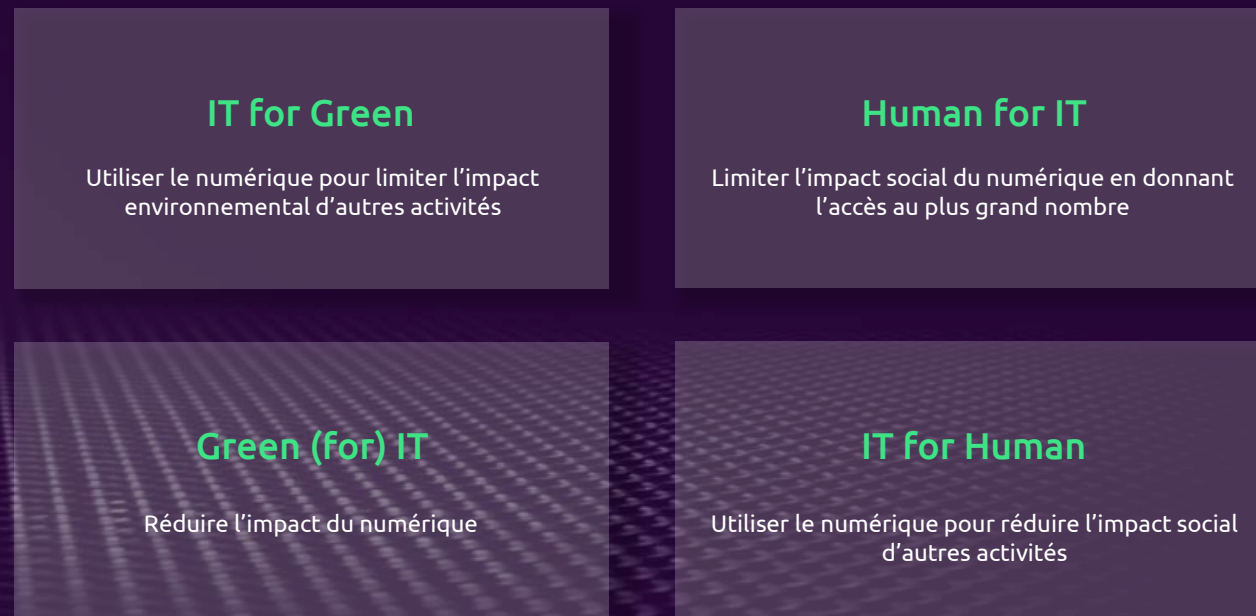 IT for Green
Utiliser le numérique pour limiter l’impact
environnemental d’autres activités
Human for IT
Limiter l’impact social du numérique en donnant
l’accès au plus grand nombre
Green (for) IT
Réduire l’impact du numérique
IT for Human
Utiliser le numérique pour réduire l’impact social
d’autres activités